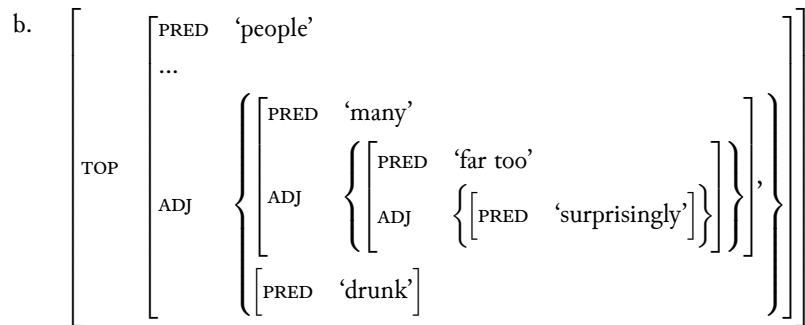 b.
PRED ‘people’
...
PRED ‘many’
PRED ‘far too’
TOP
ADJ
ADJ
ADJ { [PRED ‘surprisingly’] }
,
[PRED ‘drunk’]